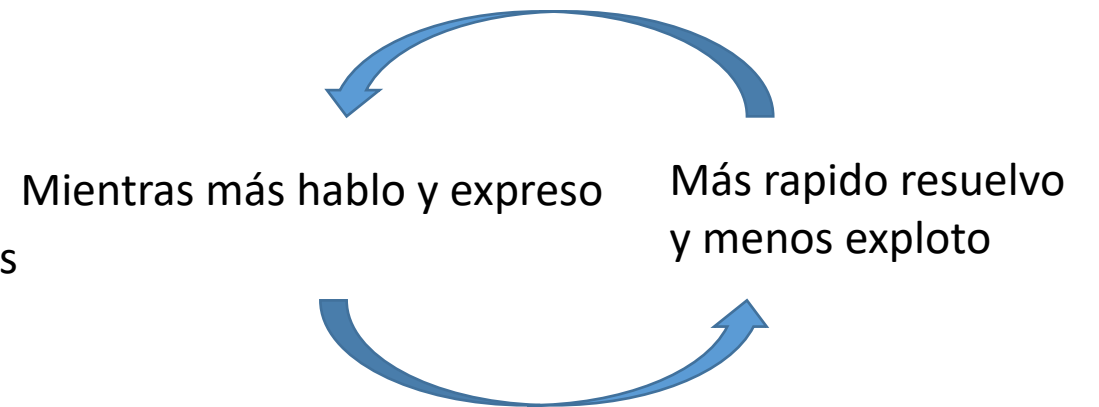 Mientras más hablo y expreso
s
Más rapido resuelvo
y menos exploto